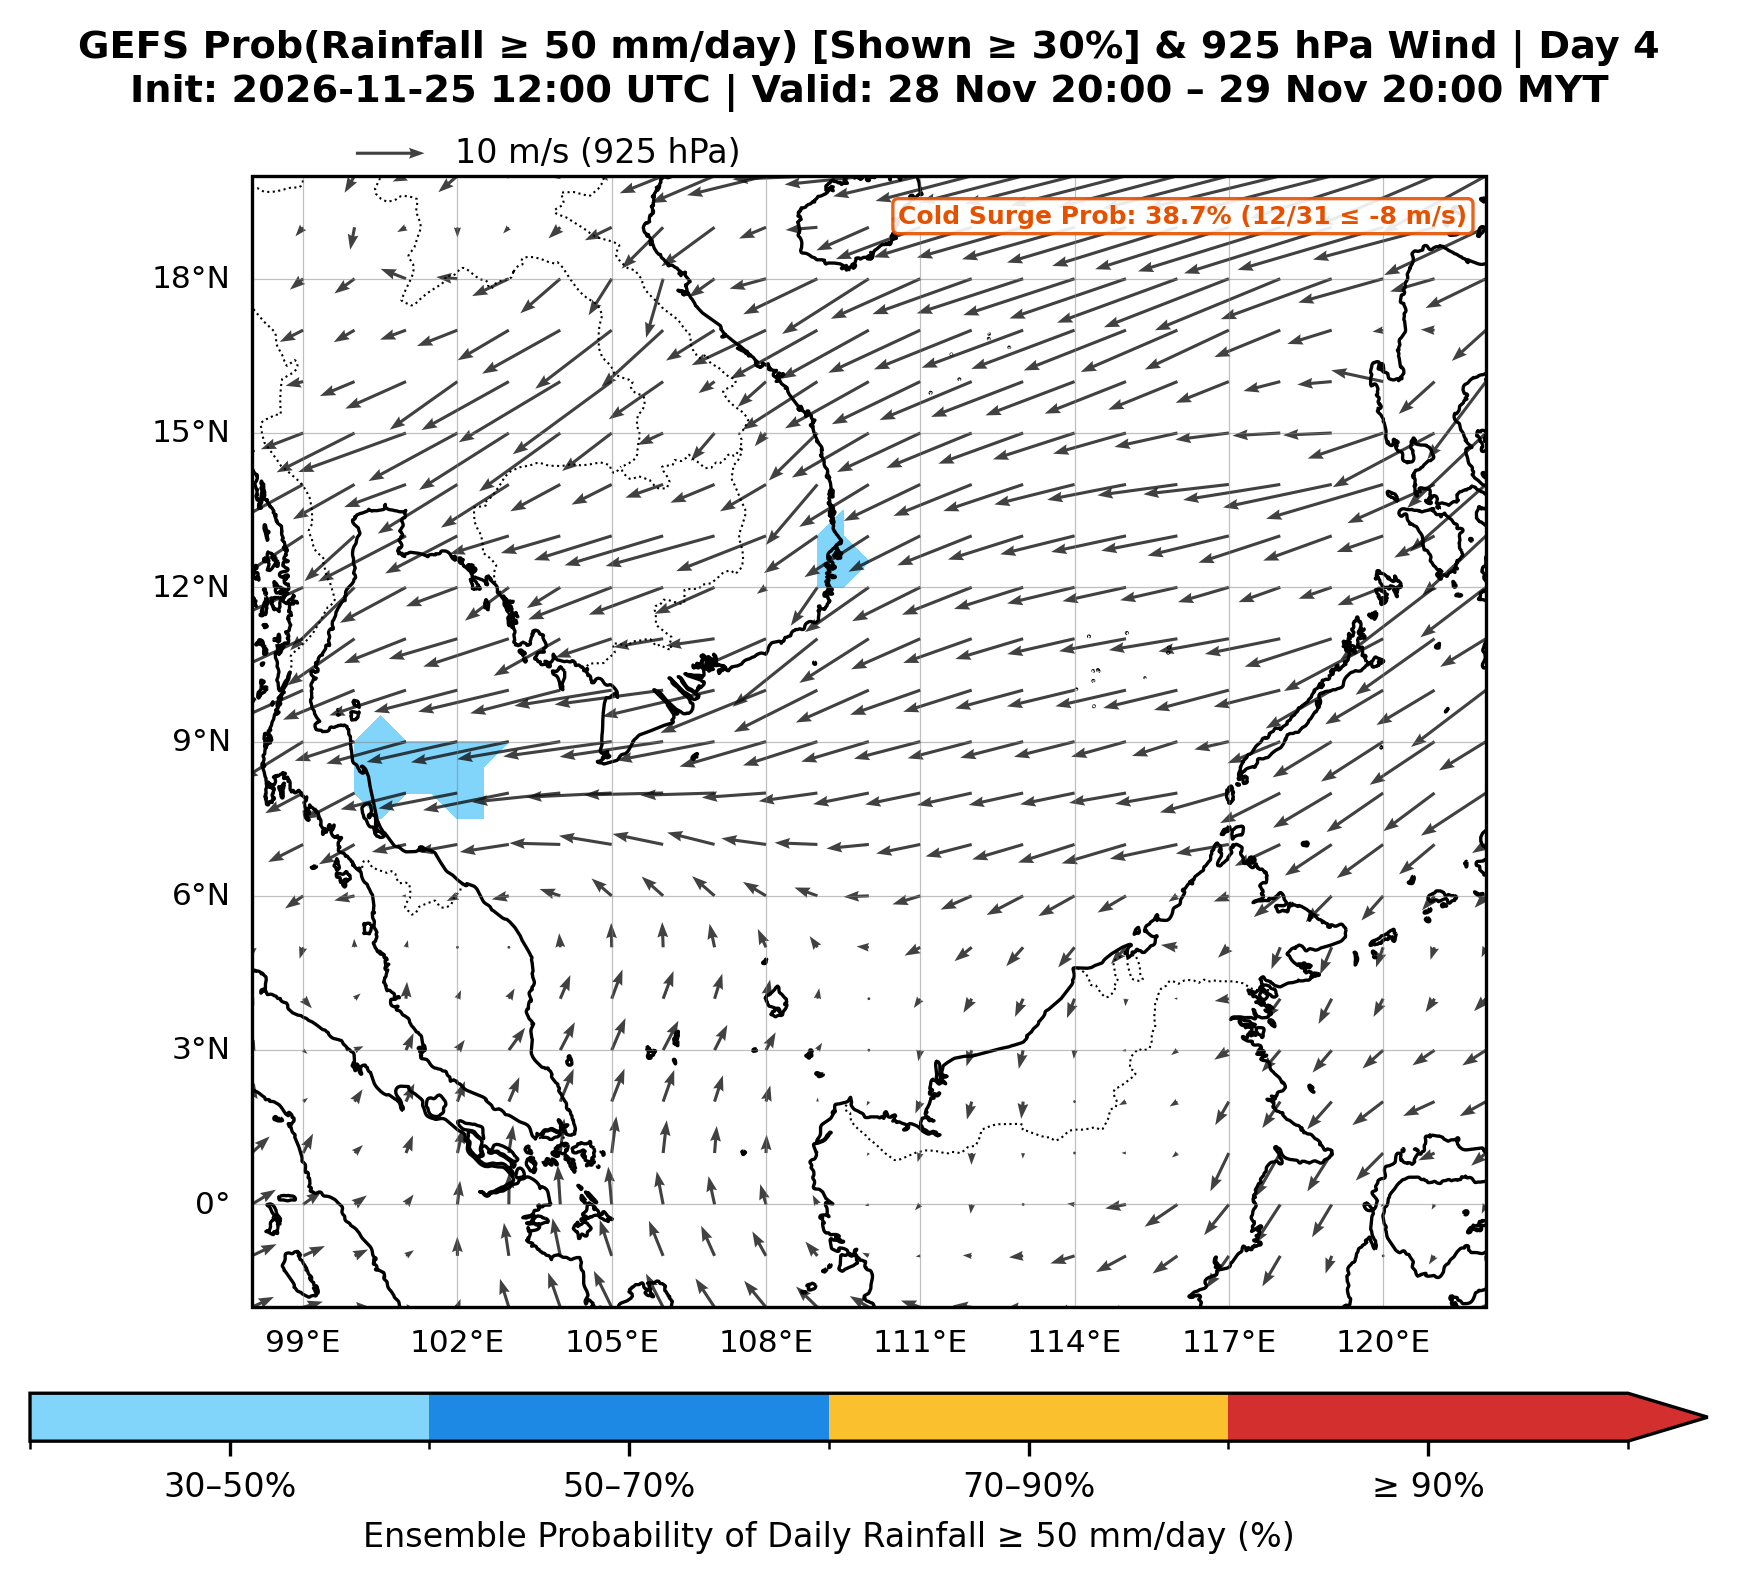 GEFS Prob(Rainfall ≥ 50 mm/day) [Shown ≥ 30%] & 925 hPa Wind | Day 4
Init: 2026-11-25 12:00 UTC | Valid: 28 Nov 20:00 – 29 Nov 20:00 MYT
10 m/s (925 hPa)
Cold Surge Prob: 38.7% (12/31 ≤ -8 m/s)
18°N
15°N
12°N
9°N
6°N
3°N
0°
99°E 102°E 105°E 108°E 111°E 114°E 117°E 120°E
30–50% 50–70% 70–90% ≥ 90%
Ensemble Probability of Daily Rainfall ≥ 50 mm/day (%)